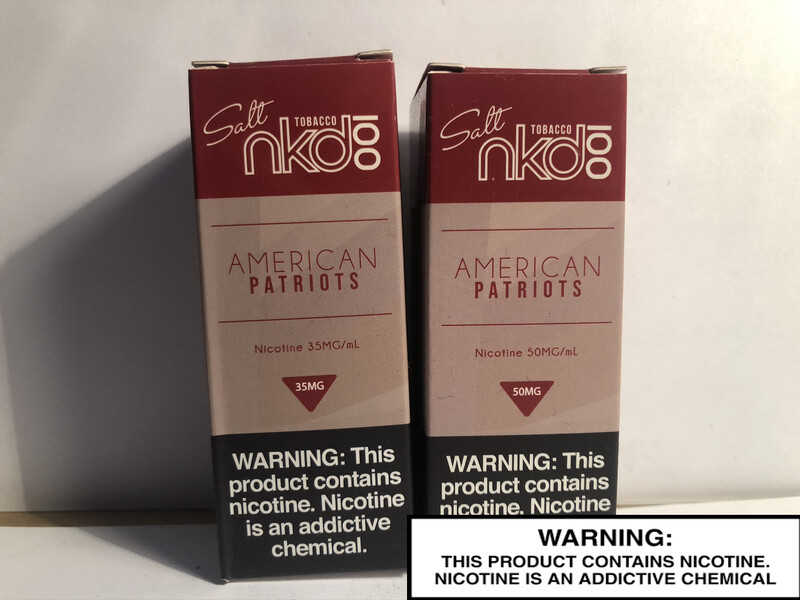 Salt
TOBACCO
nkd100
AMERICAN
PATRIOTS
Nicotine 35MG/mL
35MG
WARNING: This
product contains
nicotine. Nicotine
is an addictive
chemical.
Salt
TOBACCO
nkd100
AMERICAN
PATRIOTS
Nicotine 50MG/mL
50MG
WARNING: This
product contains
nicotine. Nicotine
WARNING:
THIS PRODUCT CONTAINS NICOTINE.
NICOTINE IS AN ADDICTIVE CHEMICAL